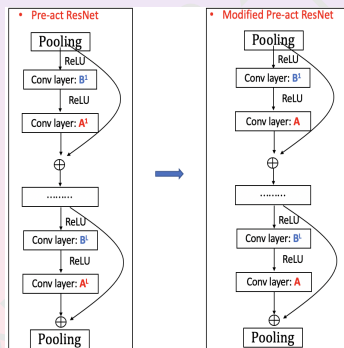 • Pre-act ResNet
Pooling
ReLU
Conv layer: B¹
ReLU
Conv layer: A¹
⊕
.........
ReLU
Conv layer: Bᴸ
ReLU
Conv layer: Aᴸ
⊕
Pooling
• Modified Pre-act ResNet
Pooling
ReLU
Conv layer: B¹
ReLU
Conv layer: A
⊕
.........
ReLU
Conv layer: Bᴸ
ReLU
Conv layer: A
⊕
Pooling